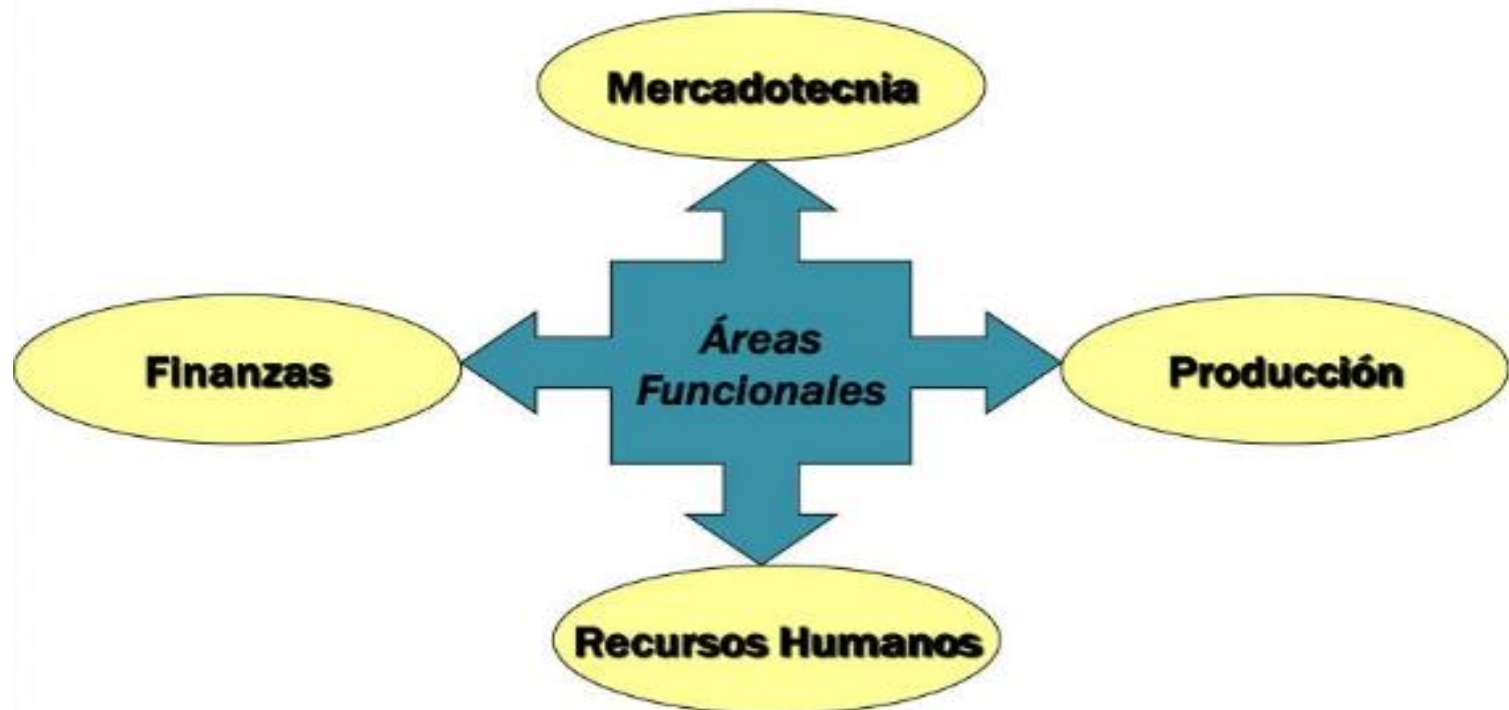 Mercadotecnia
Finanzas
Áreas
Funcionales
Producción
Recursos Humanos